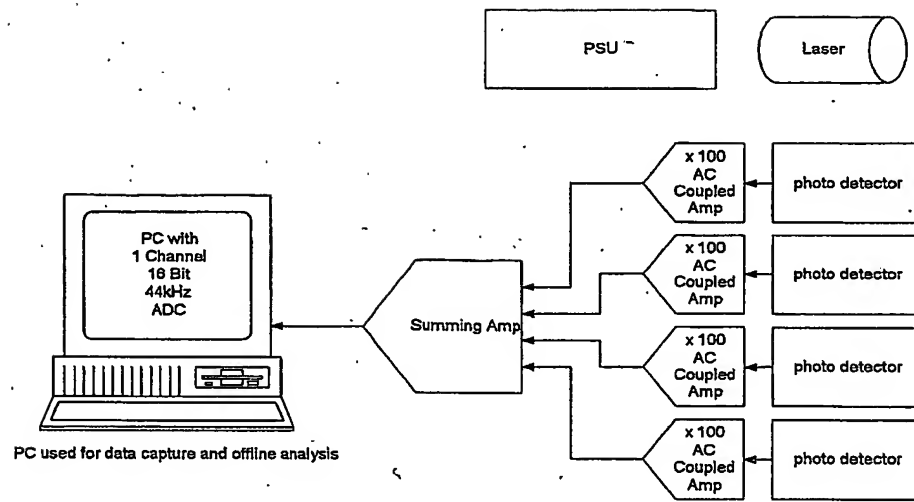 PSU
Laser
x 100
AC
Coupled
Amp
photo detector
x 100
AC
Coupled
Amp
photo detector
PC with
1 Channel
16 Bit
44kHz
ADC
Summing Amp
x 100
AC
Coupled
Amp
photo detector
x 100
AC
Coupled
Amp
photo detector
PC used for data capture and offline analysis